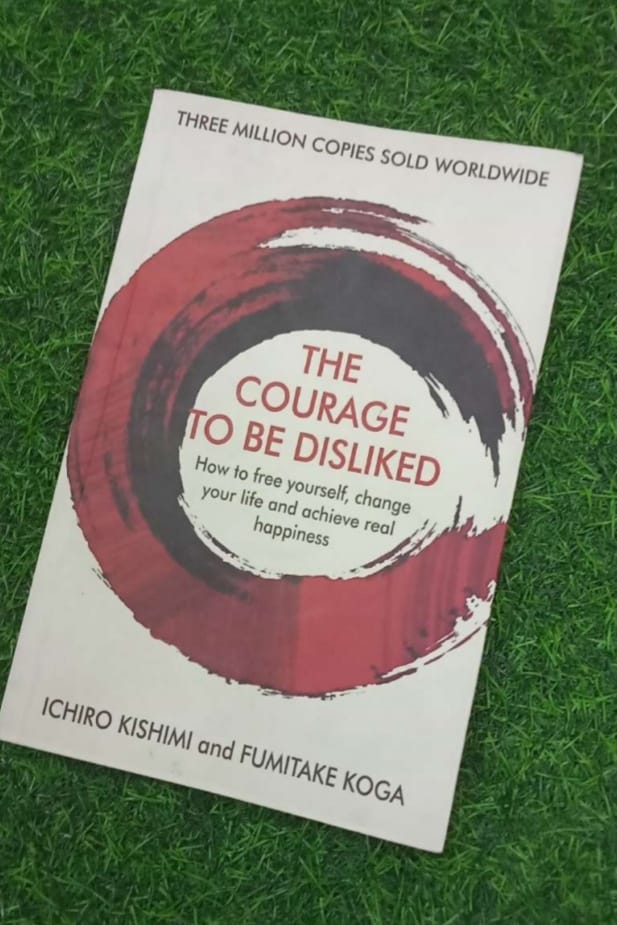 THREE MILLION COPIES SOLD WORLDWIDE
THE
COURAGE
TO BE DISLIKED
How to free yourself, change
your life and achieve real
happiness
ICHIRO KISHIMI and FUMITAKE KOGA